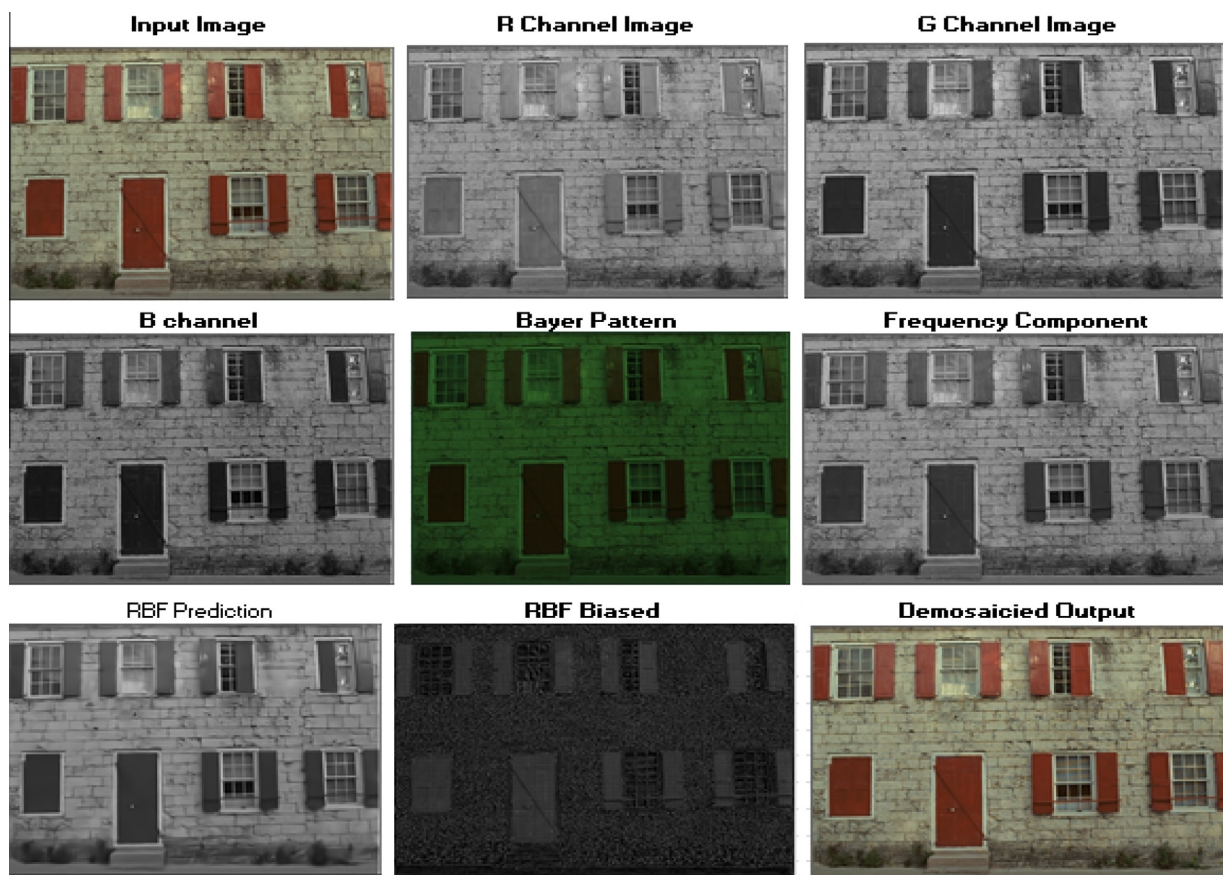 Input Image
R Channel Image
G Channel Image
B channel
Bayer Pattern
Frequency Component
RBF Prediction
RBF Biased
Demosaicied Output